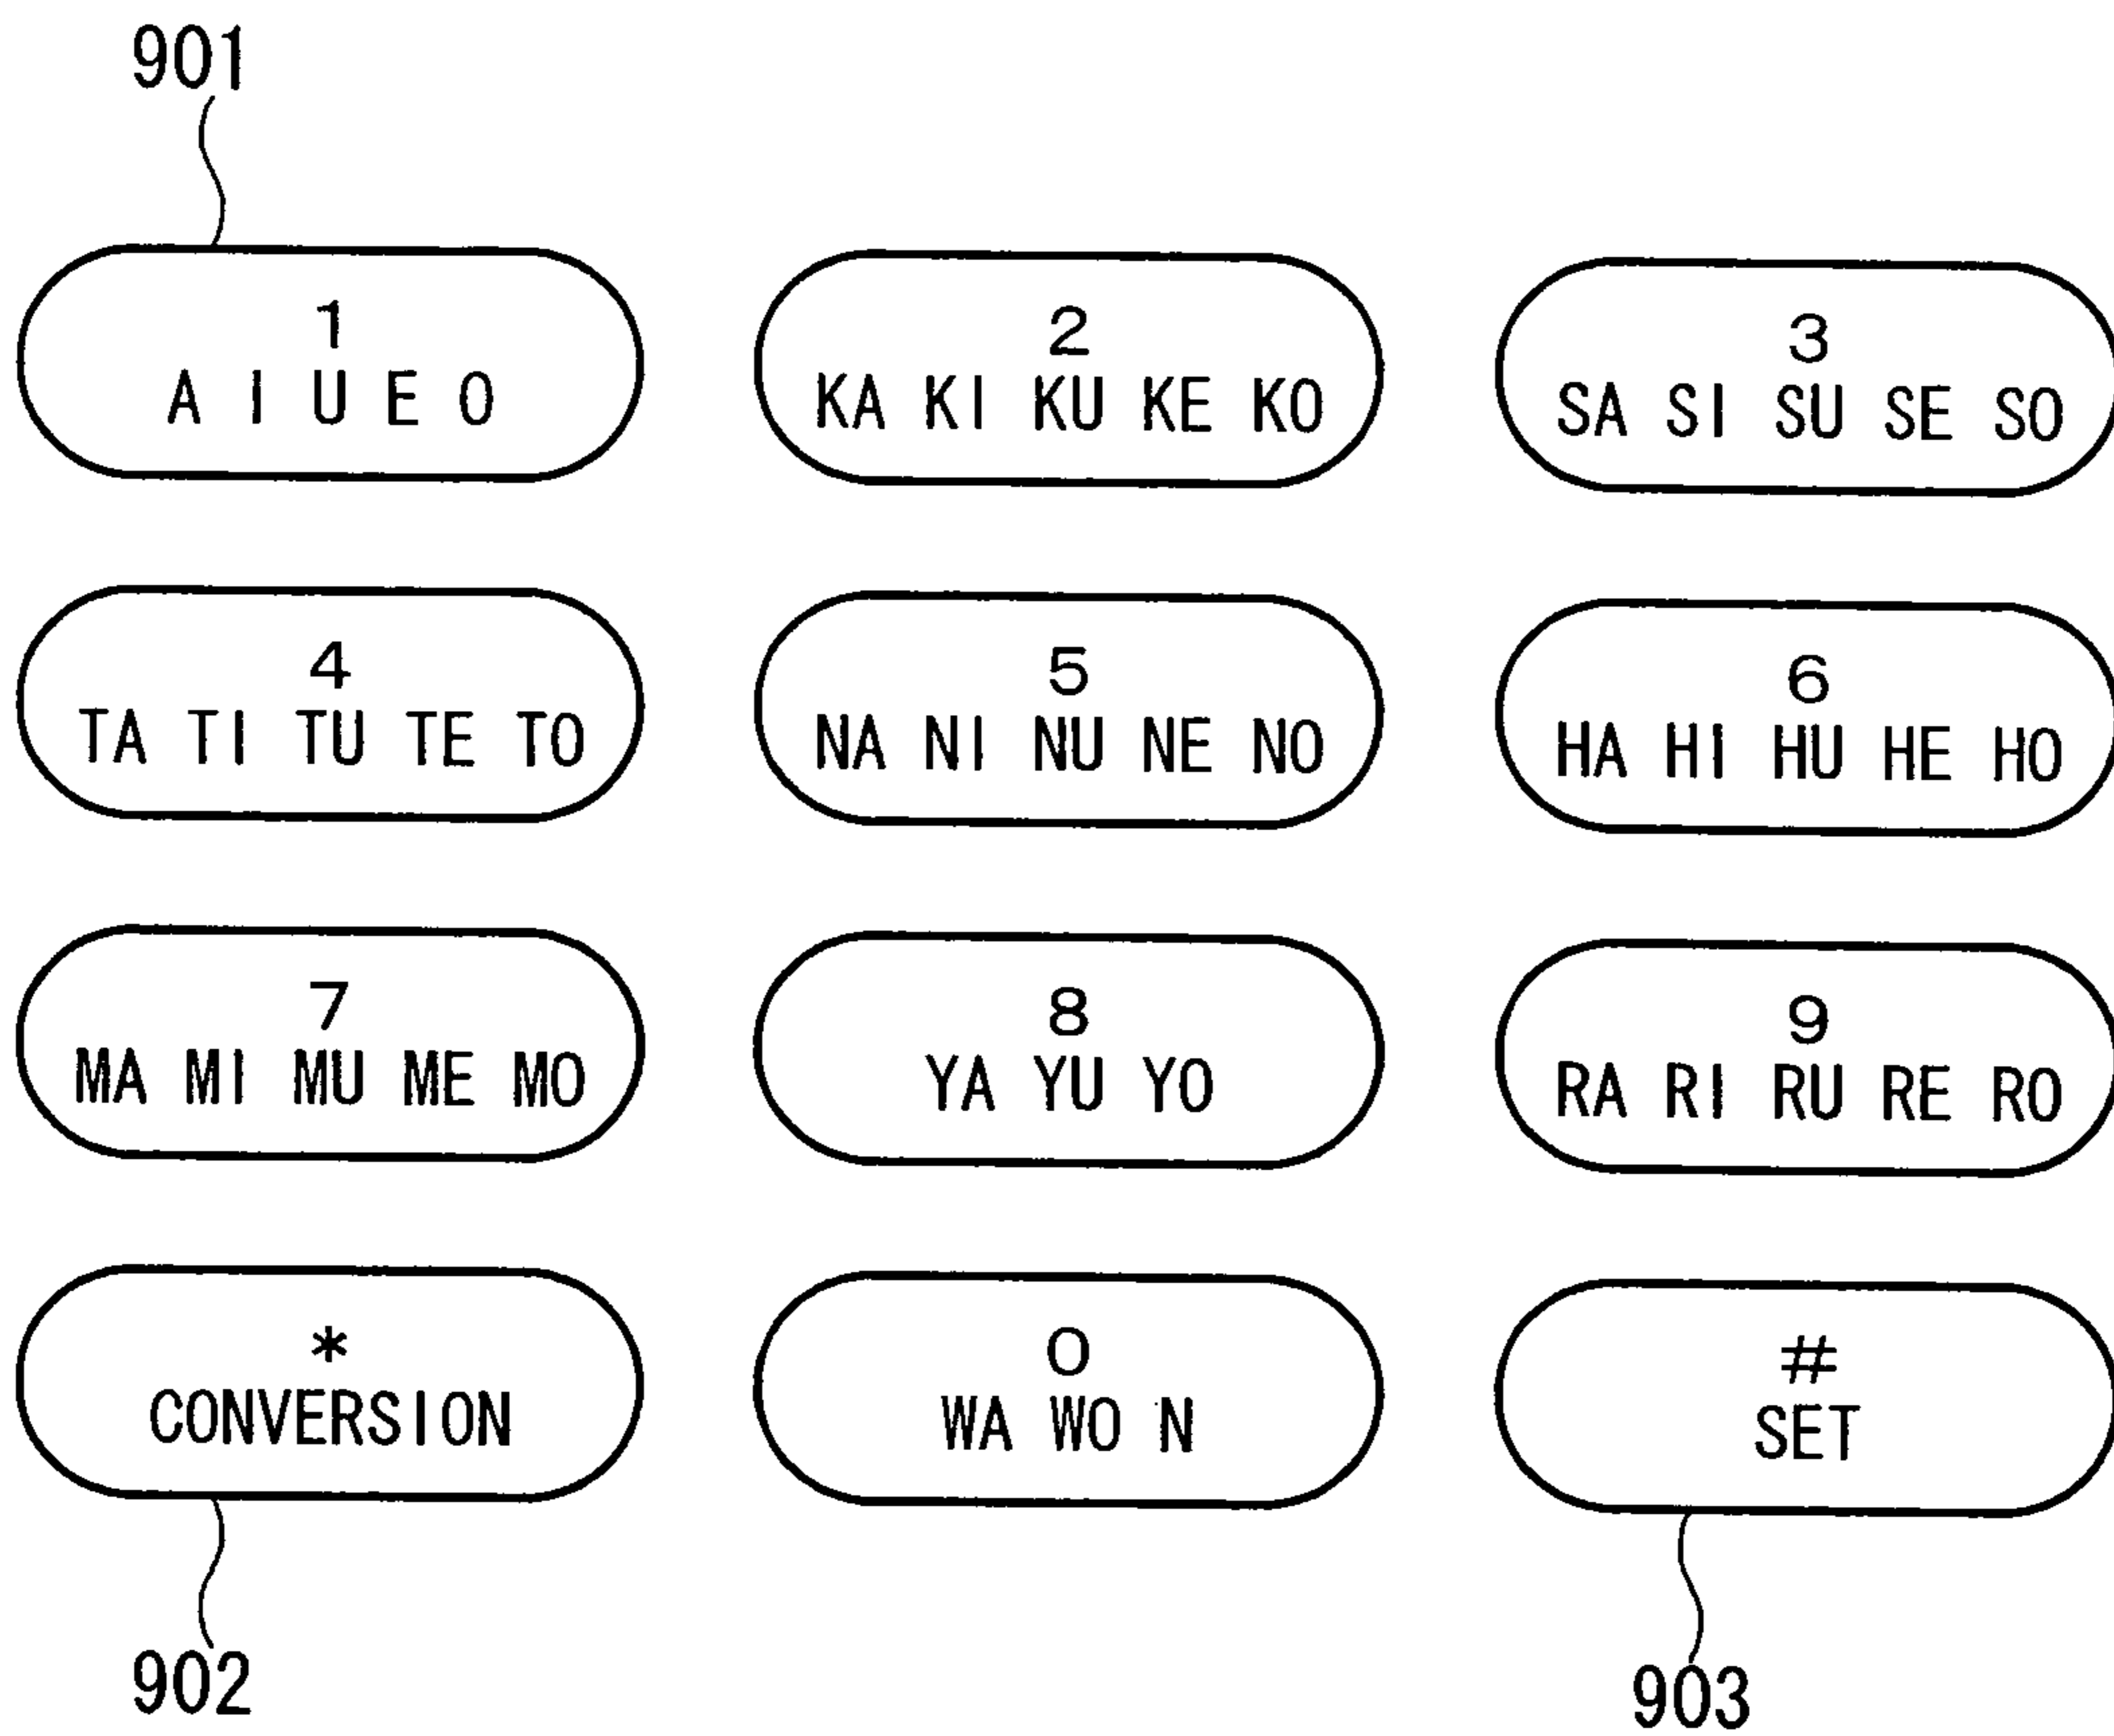 901
1
A I U E O
2
KA KI KU KE KO
3
SA SI SU SE SO
4
TA TI TU TE TO
5
NA NI NU NE NO
6
HA HI HU HE HO
7
MA MI MU ME MO
8
YA YU YO
9
RA RI RU RE RO
*
CONVERSION
0
WA WO N
#
SET
902
903